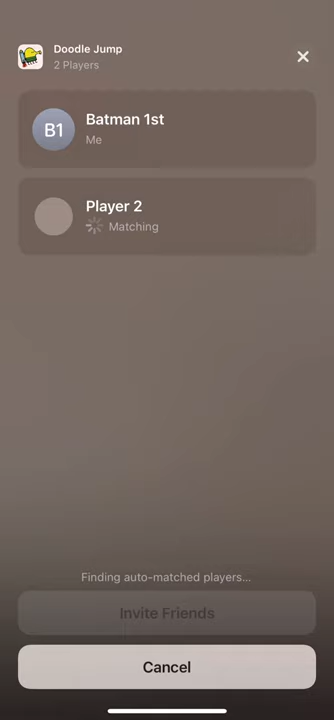 Doodle Jump
2 Players
B1
Batman 1st
Me
Player 2
Matching
Finding auto-matched players...
Invite Friends
Cancel